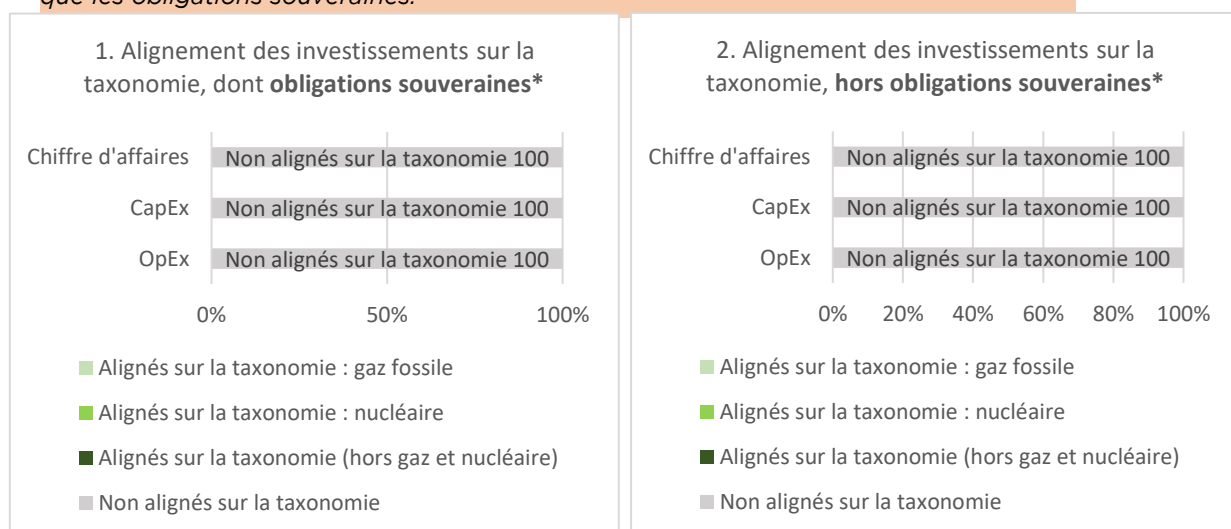 que les obligations souveraines.
1. Alignement des investissements sur la
taxonomie, dont obligations souveraines*
Chiffre d'affaires
Non alignés sur la taxonomie 100
CapEx
Non alignés sur la taxonomie 100
OpEx
Non alignés sur la taxonomie 100
0% 50% 100%
Alignés sur la taxonomie : gaz fossile
Alignés sur la taxonomie : nucléaire
Alignés sur la taxonomie (hors gaz et nucléaire)
Non alignés sur la taxonomie
2. Alignement des investissements sur la
taxonomie, hors obligations souveraines*
Chiffre d'affaires
Non alignés sur la taxonomie 100
CapEx
Non alignés sur la taxonomie 100
OpEx
Non alignés sur la taxonomie 100
0% 20% 40% 60% 80% 100%
Alignés sur la taxonomie : gaz fossile
Alignés sur la taxonomie : nucléaire
Alignés sur la taxonomie (hors gaz et nucléaire)
Non alignés sur la taxonomie